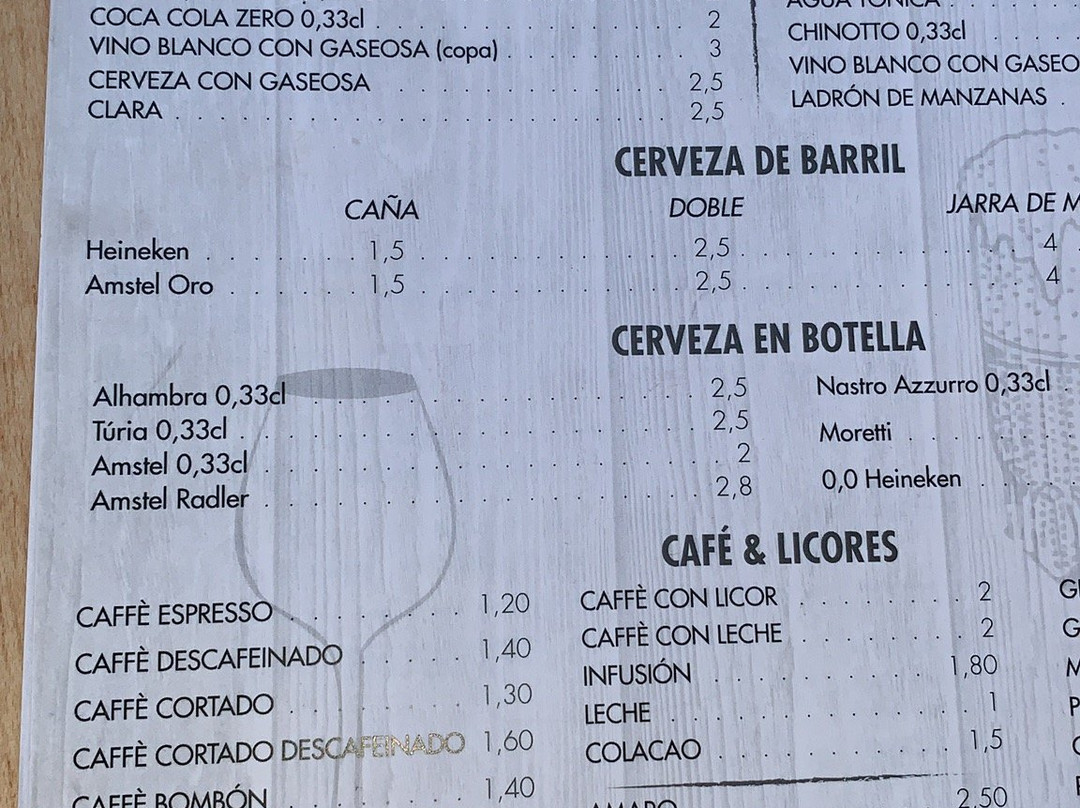 COCA COLA ZERO 0,33cl 2
VINO BLANCO CON GASEOSA (copa) 3
CERVEZA CON GASEOSA 2,5
CLARA 2,5
AGUA TÓNICA
CHINOTTO 0,33cl
VINO BLANCO CON GASEO
LADRÓN DE MANZANAS
CERVEZA DE BARRIL
CAÑA DOBLE JARRA DE M
Heineken 1,5 2,5 4
Amstel Oro 1,5 2,5 4
CERVEZA EN BOTELLA
Alhambra 0,33cl 2,5
Túria 0,33cl 2,5
Amstel 0,33cl 2
Amstel Radler 2,8
Nastro Azzurro 0,33cl
Moretti
0,0 Heineken
CAFÉ & LICORES
CAFFÈ ESPRESSO 1,20
CAFFÈ DESCAFEINADO 1,40
CAFFÈ CORTADO 1,30
CAFFÈ CORTADO DESCAFEINADO 1,60
CAFFÈ BOMBÓN 1,40
CAFFÈ CON LICOR 2
CAFFÈ CON LECHE 2
INFUSIÓN 1,80
LECHE 1
COLACAO 1,5
AMARO 2,50